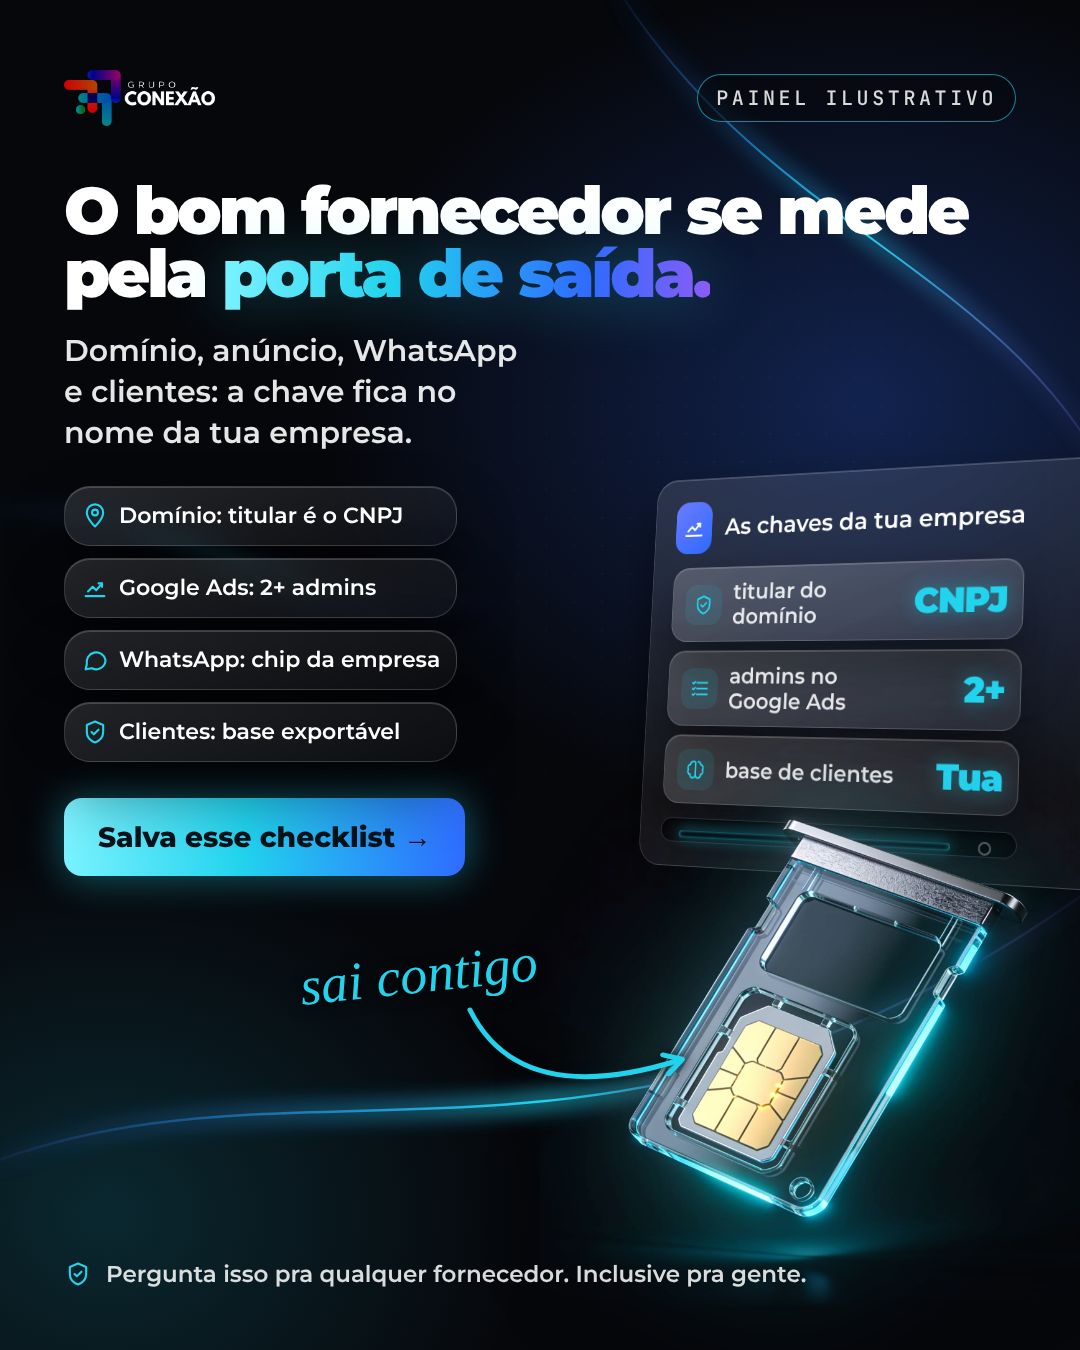 GRUPO
CONEXÃO
PAINEL ILUSTRATIVO
O bom fornecedor se mede
pela porta de saída.
Domínio, anúncio, WhatsApp
e clientes: a chave fica no
nome da tua empresa.
Domínio: titular é o CNPJ
Google Ads: 2+ admins
WhatsApp: chip da empresa
Clientes: base exportável
Salva esse checklist →
As chaves da tua empresa
titular do
domínio
CNPJ
admins no
Google Ads
2+
base de clientes
Tua
sai contigo
Pergunta isso pra qualquer fornecedor. Inclusive pra gente.